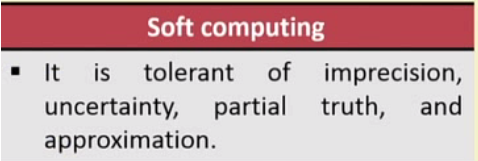 Soft computing
▪ It is tolerant of imprecision,
uncertainty, partial truth, and
approximation.